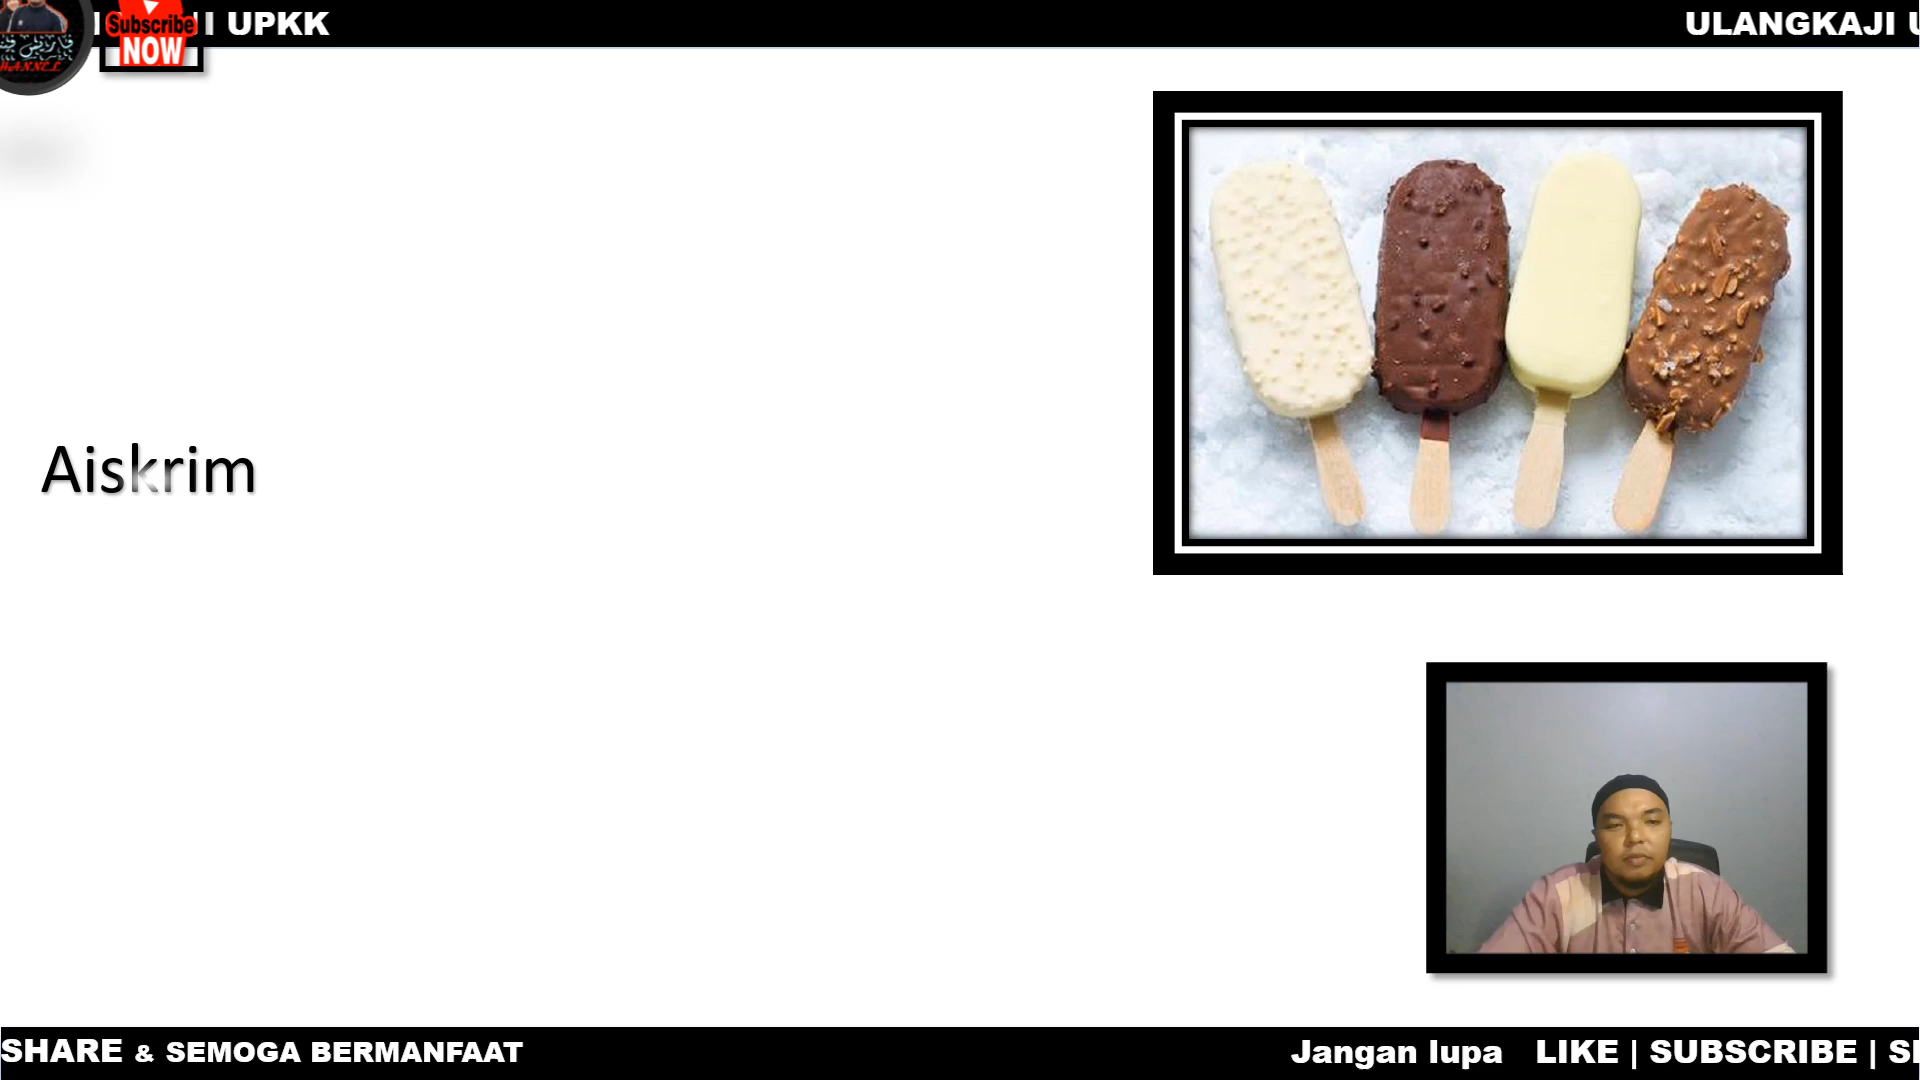 I UPKK
ULANGKAJI U
Subscribe
NOW
Aiskrim
SHARE & SEMOGA BERMANFAAT
Jangan lupa LIKE | SUBSCRIBE |